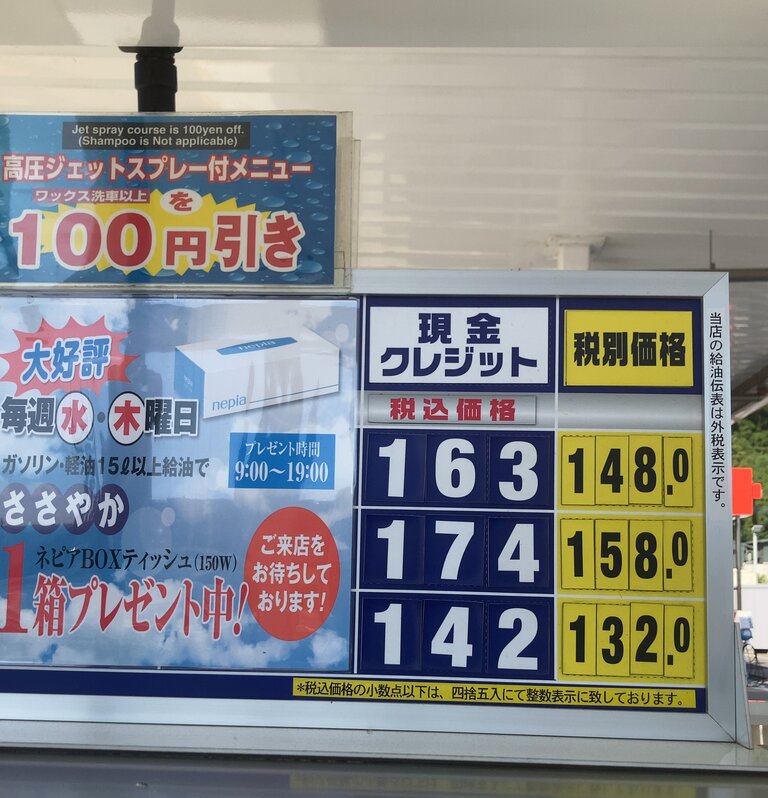 Jet spray course is 100yen off.
(Shampoo is Not applicable)
高圧ジェットスプレー付メニュー
ワックス洗車以上を
100円引き
大好評
nepia
nepia
毎週水・木曜日
ガソリン・軽油15ℓ以上給油で
プレゼント時間
9:00〜19:00
ささやか
ネピアBOXティッシュ(150W)
1箱プレゼント中!
ご来店を
お待ちして
おります!
現金
クレジット
税別価格
税込価格
163 148.0
174 158.0
142 132.0
*税込価格の小数点以下は、四捨五入にて整数表示に致しております。
当店の給油伝表は外税表示です。